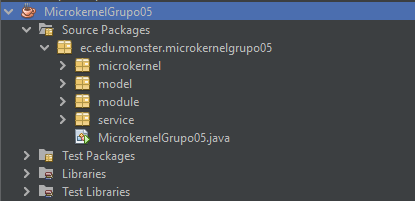 MicrokernelGrupo05
Source Packages
ec.edu.monster.microkernelgrupo05
microkernel
model
module
service
MicrokernelGrupo05.java
Test Packages
Libraries
Test Libraries